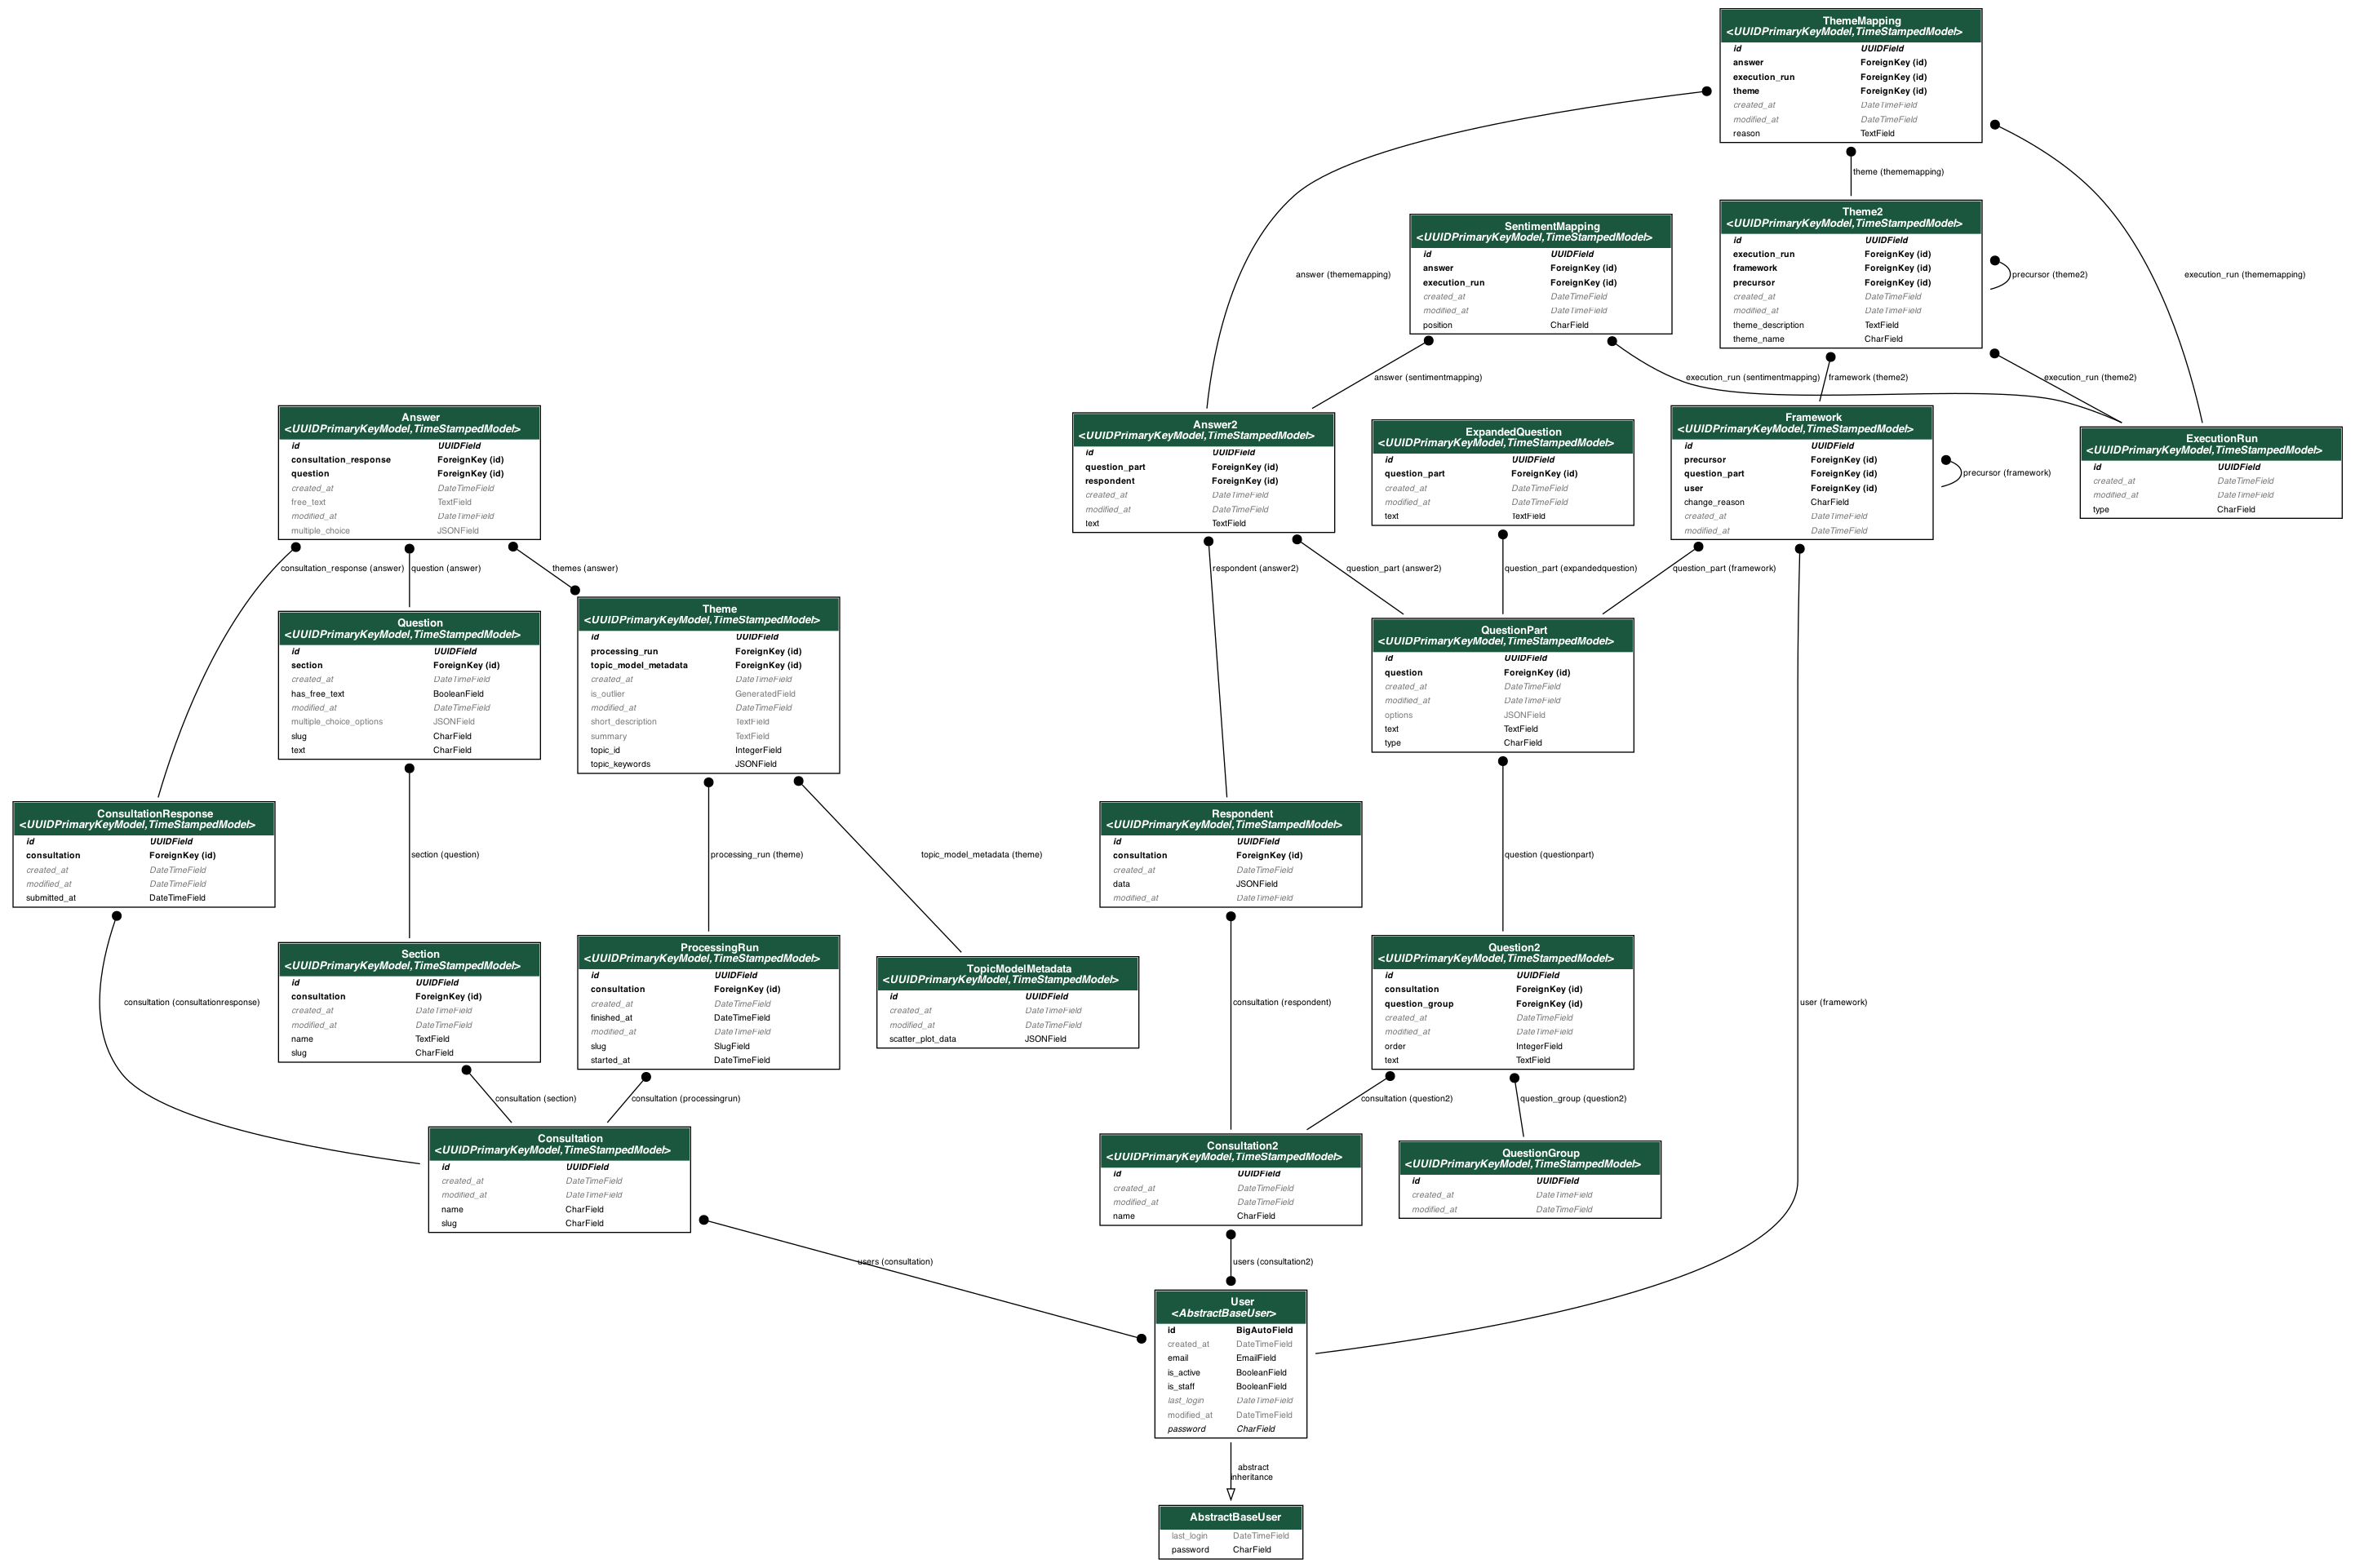 ThemeMapping
<UUIDPrimaryKeyModel,TimeStampedModel>
id UUIDField
answer ForeignKey (id)
execution_run ForeignKey (id)
theme ForeignKey (id)
created_at DateTimeField
modified_at DateTimeField
reason TextField
theme (thememapping)
Theme2
<UUIDPrimaryKeyModel,TimeStampedModel>
id UUIDField
execution_run ForeignKey (id)
framework ForeignKey (id)
precursor ForeignKey (id)
created_at DateTimeField
modified_at DateTimeField
theme_description TextField
theme_name CharField
precursor (theme2)
execution_run (thememapping)
answer (thememapping)
SentimentMapping
<UUIDPrimaryKeyModel,TimeStampedModel>
id UUIDField
answer ForeignKey (id)
execution_run ForeignKey (id)
created_at DateTimeField
modified_at DateTimeField
position CharField
answer (sentimentmapping)
execution_run (sentimentmapping)
framework (theme2)
execution_run (theme2)
Answer
<UUIDPrimaryKeyModel,TimeStampedModel>
id UUIDField
consultation_response ForeignKey (id)
question ForeignKey (id)
created_at DateTimeField
free_text TextField
modified_at DateTimeField
multiple_choice JSONField
Answer2
<UUIDPrimaryKeyModel,TimeStampedModel>
id UUIDField
question_part ForeignKey (id)
respondent ForeignKey (id)
created_at DateTimeField
modified_at DateTimeField
text TextField
ExpandedQuestion
<UUIDPrimaryKeyModel,TimeStampedModel>
id UUIDField
question_part ForeignKey (id)
created_at DateTimeField
modified_at DateTimeField
text TextField
Framework
<UUIDPrimaryKeyModel,TimeStampedModel>
id UUIDField
precursor ForeignKey (id)
question_part ForeignKey (id)
user ForeignKey (id)
change_reason CharField
created_at DateTimeField
modified_at DateTimeField
precursor (framework)
ExecutionRun
<UUIDPrimaryKeyModel,TimeStampedModel>
id UUIDField
created_at DateTimeField
modified_at DateTimeField
type CharField
consultation_response (answer)
question (answer)
themes (answer)
respondent (answer2)
question_part (answer2)
question_part (expandedquestion)
question_part (framework)
Question
<UUIDPrimaryKeyModel,TimeStampedModel>
id UUIDField
section ForeignKey (id)
created_at DateTimeField
has_free_text BooleanField
modified_at DateTimeField
multiple_choice_options JSONField
slug CharField
text CharField
Theme
<UUIDPrimaryKeyModel,TimeStampedModel>
id UUIDField
processing_run ForeignKey (id)
topic_model_metadata ForeignKey (id)
created_at DateTimeField
is_outlier GeneratedField
modified_at DateTimeField
short_description TextField
summary TextField
topic_id IntegerField
topic_keywords JSONField
QuestionPart
<UUIDPrimaryKeyModel,TimeStampedModel>
id UUIDField
question ForeignKey (id)
created_at DateTimeField
modified_at DateTimeField
options JSONField
text TextField
type CharField
ConsultationResponse
<UUIDPrimaryKeyModel,TimeStampedModel>
id UUIDField
consultation ForeignKey (id)
created_at DateTimeField
modified_at DateTimeField
submitted_at DateTimeField
section (question)
processing_run (theme)
topic_model_metadata (theme)
Respondent
<UUIDPrimaryKeyModel,TimeStampedModel>
id UUIDField
consultation ForeignKey (id)
created_at DateTimeField
data JSONField
modified_at DateTimeField
question (questionpart)
Section
<UUIDPrimaryKeyModel,TimeStampedModel>
id UUIDField
consultation ForeignKey (id)
created_at DateTimeField
modified_at DateTimeField
name TextField
slug CharField
ProcessingRun
<UUIDPrimaryKeyModel,TimeStampedModel>
id UUIDField
consultation ForeignKey (id)
created_at DateTimeField
finished_at DateTimeField
modified_at DateTimeField
slug SlugField
started_at DateTimeField
TopicModelMetadata
<UUIDPrimaryKeyModel,TimeStampedModel>
id UUIDField
created_at DateTimeField
modified_at DateTimeField
scatter_plot_data JSONField
Question2
<UUIDPrimaryKeyModel,TimeStampedModel>
id UUIDField
consultation ForeignKey (id)
question_group ForeignKey (id)
created_at DateTimeField
modified_at DateTimeField
order IntegerField
text TextField
consultation (consultationresponse)
consultation (respondent)
user (framework)
consultation (section)
consultation (processingrun)
consultation (question2)
question_group (question2)
Consultation
<UUIDPrimaryKeyModel,TimeStampedModel>
id UUIDField
created_at DateTimeField
modified_at DateTimeField
name CharField
slug CharField
Consultation2
<UUIDPrimaryKeyModel,TimeStampedModel>
id UUIDField
created_at DateTimeField
modified_at DateTimeField
name CharField
QuestionGroup
<UUIDPrimaryKeyModel,TimeStampedModel>
id UUIDField
created_at DateTimeField
modified_at DateTimeField
users (consultation)
users (consultation2)
User
<AbstractBaseUser>
id BigAutoField
created_at DateTimeField
email EmailField
is_active BooleanField
is_staff BooleanField
last_login DateTimeField
modified_at DateTimeField
password CharField
abstract
inheritance
AbstractBaseUser
last_login DateTimeField
password CharField